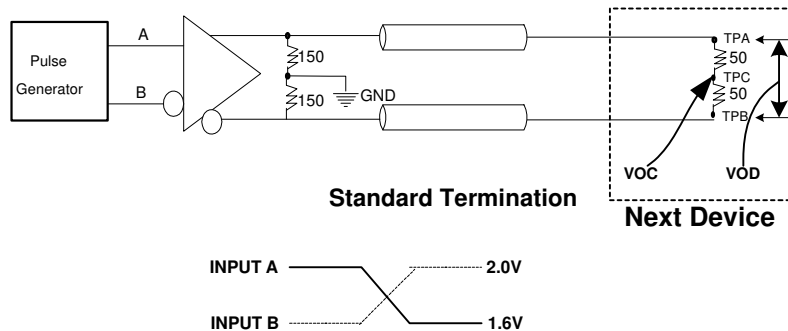 A
Pulse
Generator
B
150
150
GND
TPA
50
TPC
50
TPB
VOC
VOD
Standard Termination
Next Device
INPUT A
2.0V
INPUT B
1.6V